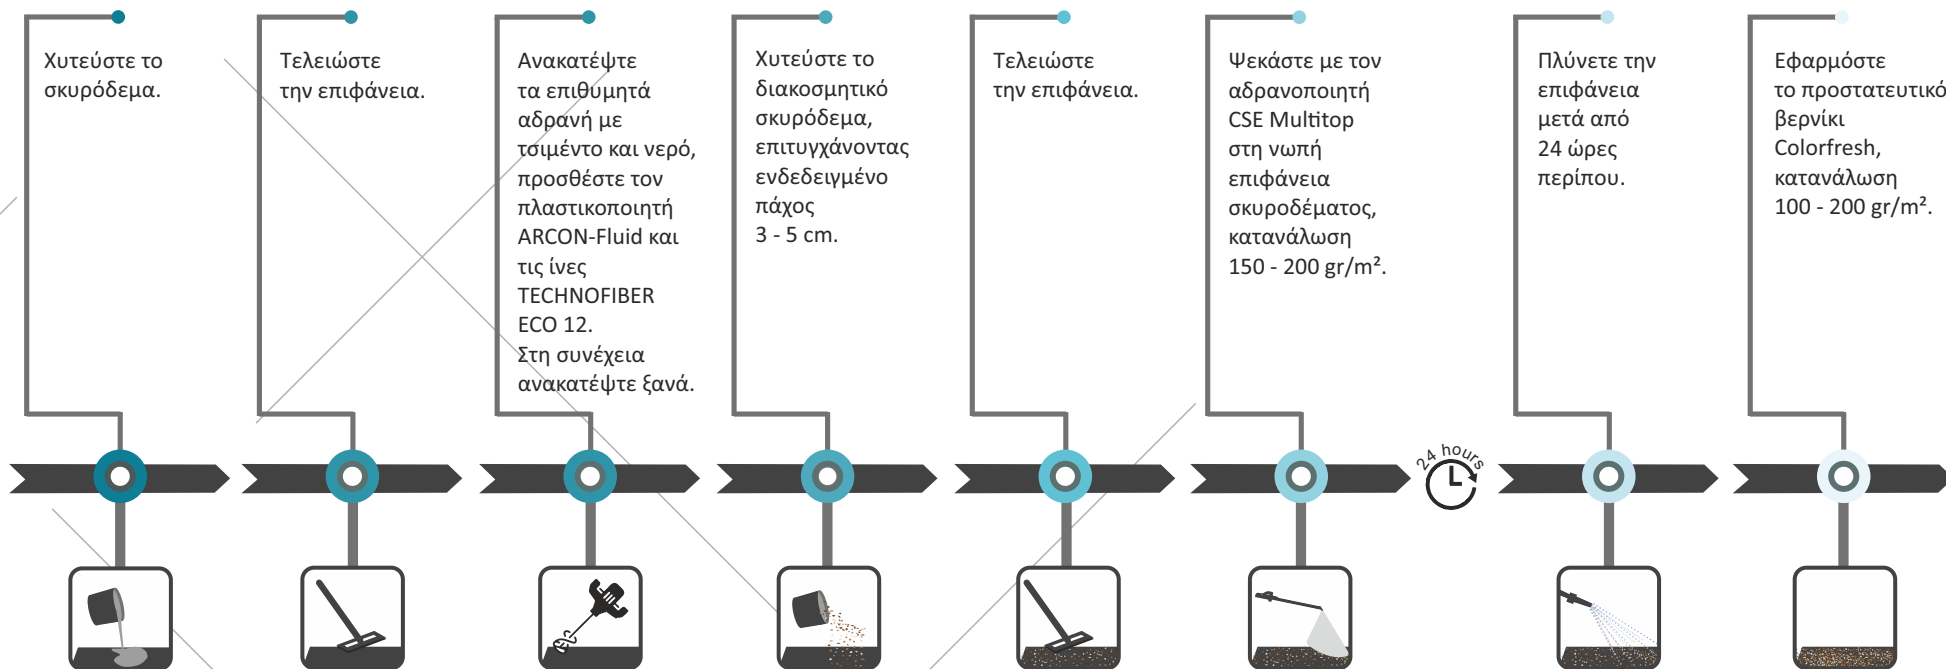 Χυτεύστε το
σκυρόδεμα.
Τελειώστε
την επιφάνεια.
Ανακατέψτε
τα επιθυμητά
αδρανή με
τσιμέντο και νερό,
προσθέστε τον
πλαστικοποιητή
ARCON-Fluid και
τις ίνες
TECHNOFIBER
ECO 12.
Στη συνέχεια
ανακατέψτε ξανά.
Χυτεύστε το
διακοσμητικό
σκυρόδεμα,
επιτυγχάνοντας
ενδεδειγμένο
πάχος
3 - 5 cm.
Τελειώστε
την επιφάνεια.
Ψεκάστε με τον
αδρανοποιητή
CSE Multitop
στη νωπή
επιφάνεια
σκυροδέματος,
κατανάλωση
150 - 200 gr/m².
24 hours
Πλύνετε την
επιφάνεια
μετά από
24 ώρες
περίπου.
Εφαρμόστε
το προστατευτικό
βερνίκι
Colorfresh,
κατανάλωση
100 - 200 gr/m².